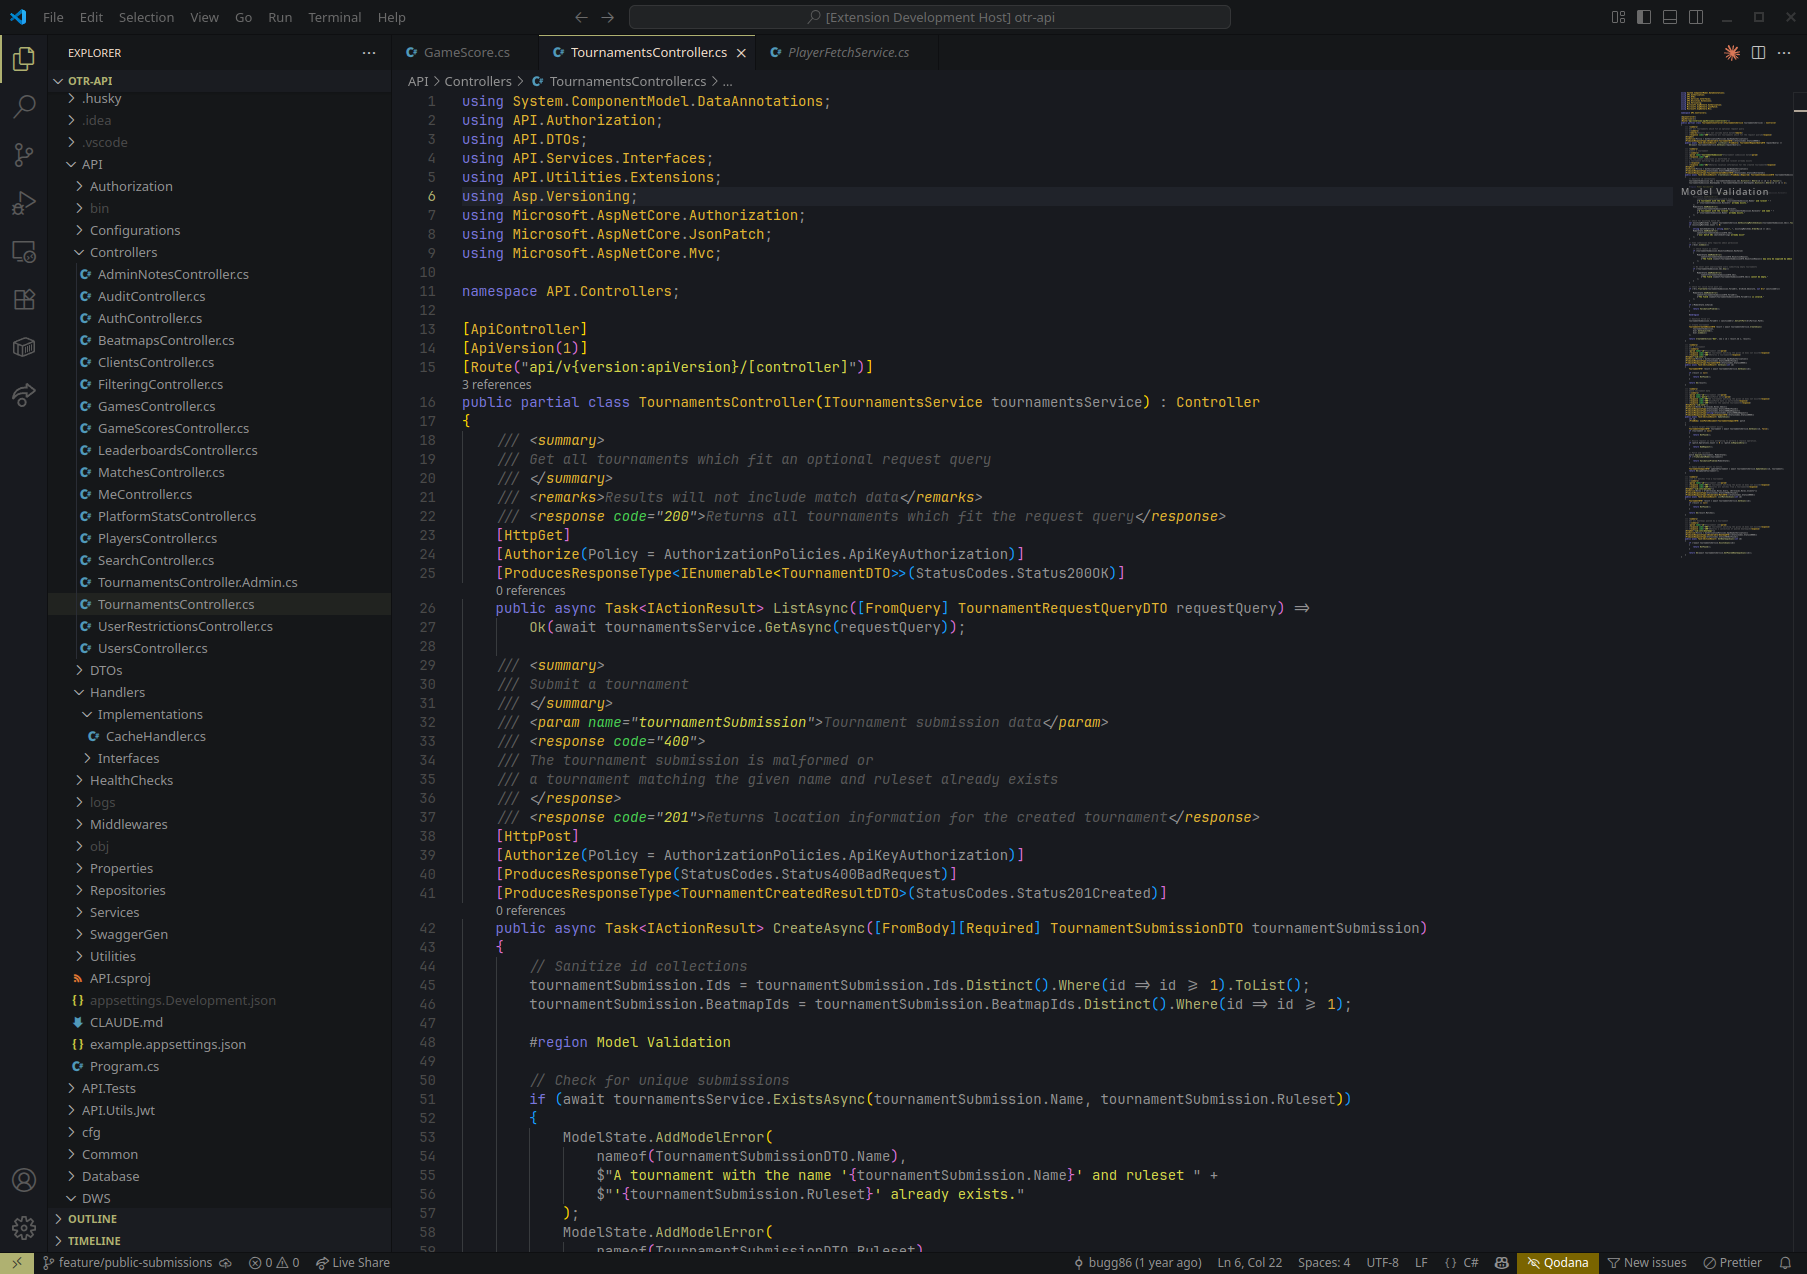 File Edit Selection View Go Run Terminal Help
[Extension Development Host] otr-api
EXPLORER
GameScore.cs
TournamentsController.cs
PlayerFetchService.cs
OTR-API
.husky
.idea
.vscode
API
Authorization
bin
Configurations
Controllers
AdminNotesController.cs
AuditController.cs
AuthController.cs
BeatmapsController.cs
ClientsController.cs
FilteringController.cs
GamesController.cs
GameScoresController.cs
LeaderboardsController.cs
MatchesController.cs
MeController.cs
PlatformStatsController.cs
PlayersController.cs
SearchController.cs
TournamentsController.Admin.cs
TournamentsController.cs
UserRestrictionsController.cs
UsersController.cs
DTOs
Handlers
Implementations
CacheHandler.cs
Interfaces
HealthChecks
logs
Middlewares
obj
Properties
Repositories
Services
SwaggerGen
Utilities
API.csproj
appsettings.Development.json
CLAUDE.md
example.appsettings.json
Program.cs
API.Tests
API.Utils.Jwt
cfg
Common
Database
DWS
OUTLINE
TIMELINE
API > Controllers > TournamentsController.cs > ...
1 using System.ComponentModel.DataAnnotations;
2 using API.Authorization;
3 using API.DTOs;
4 using API.Services.Interfaces;
5 using API.Utilities.Extensions;
6 using Asp.Versioning;
7 using Microsoft.AspNetCore.Authorization;
8 using Microsoft.AspNetCore.JsonPatch;
9 using Microsoft.AspNetCore.Mvc;
10
11 namespace API.Controllers;
12
13 [ApiController]
14 [ApiVersion(1)]
15 [Route("api/v{version:apiVersion}/[controller]")]
3 references
16 public partial class TournamentsController(ITournamentsService tournamentsService) : Controller
17 {
18 /// <summary>
19 /// Get all tournaments which fit an optional request query
20 /// </summary>
21 /// <remarks>Results will not include match data</remarks>
22 /// <response code="200">Returns all tournaments which fit the request query</response>
23 [HttpGet]
24 [Authorize(Policy = AuthorizationPolicies.ApiKeyAuthorization)]
25 [ProducesResponseType<IEnumerable<TournamentDTO>>(StatusCodes.Status200OK)]
0 references
26 public async Task<IActionResult> ListAsync([FromQuery] TournamentRequestQueryDTO requestQuery) =>
27 Ok(await tournamentsService.GetAsync(requestQuery));
28
29 /// <summary>
30 /// Submit a tournament
31 /// </summary>
32 /// <param name="tournamentSubmission">Tournament submission data</param>
33 /// <response code="400">
34 /// The tournament submission is malformed or
35 /// a tournament matching the given name and ruleset already exists
36 /// </response>
37 /// <response code="201">Returns location information for the created tournament</response>
38 [HttpPost]
39 [Authorize(Policy = AuthorizationPolicies.ApiKeyAuthorization)]
40 [ProducesResponseType(StatusCodes.Status400BadRequest)]
41 [ProducesResponseType<TournamentCreatedResultDTO>(StatusCodes.Status201Created)]
0 references
42 public async Task<IActionResult> CreateAsync([FromBody][Required] TournamentSubmissionDTO tournamentSubmission)
43 {
44 // Sanitize id collections
45 tournamentSubmission.Ids = tournamentSubmission.Ids.Distinct().Where(id => id >= 1).ToList();
46 tournamentSubmission.BeatmapIds = tournamentSubmission.BeatmapIds.Distinct().Where(id => id >= 1);
47
48 #region Model Validation
49
50 // Check for unique submissions
51 if (await tournamentsService.ExistsAsync(tournamentSubmission.Name, tournamentSubmission.Ruleset))
52 {
53 ModelState.AddModelError(
54 nameof(TournamentSubmissionDTO.Name),
55 $"A tournament with the name '{tournamentSubmission.Name}' and ruleset " +
56 $"'{tournamentSubmission.Ruleset}' already exists."
57 );
58 ModelState.AddModelError(
59 nameof(TournamentSubmissionDTO.Ruleset),
Model Validation
feature/public-submissions 0 0 Live Share
bugg86 (1 year ago) Ln 6, Col 22 Spaces: 4 UTF-8 LF {} C# Qodana New issues Prettier